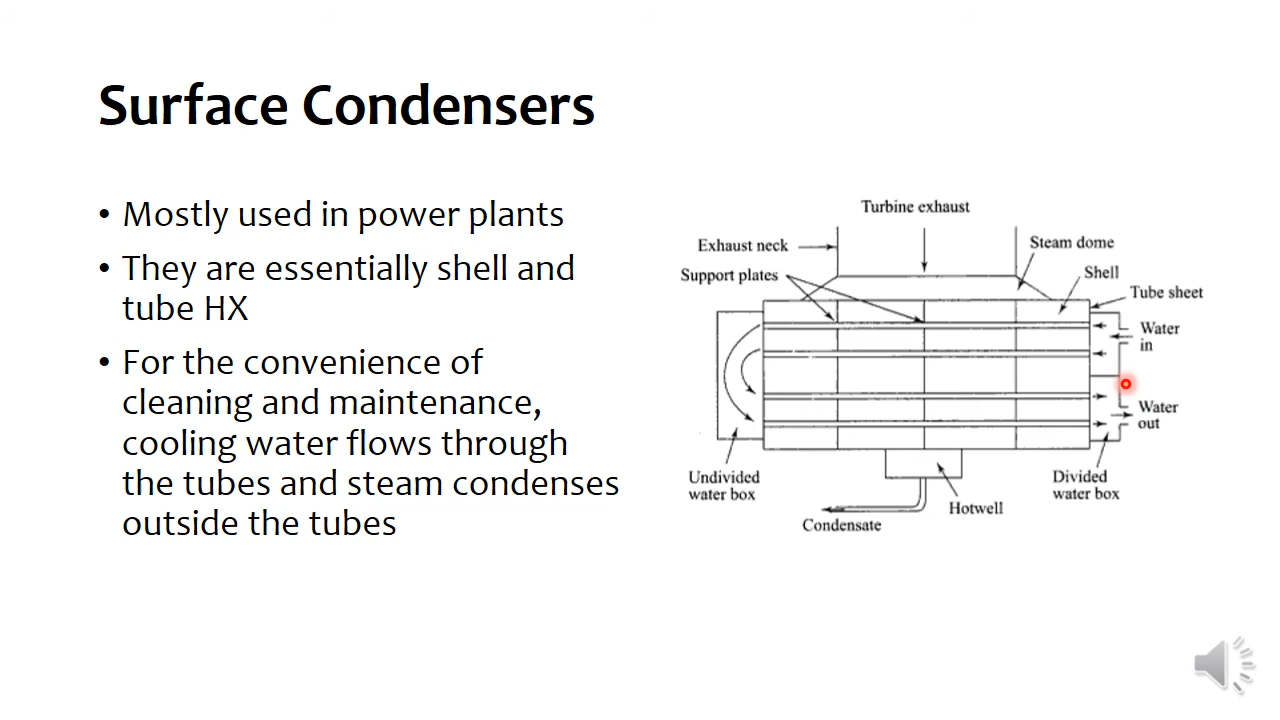 Surface Condensers
• Mostly used in power plants
• They are essentially shell and
tube HX
• For the convenience of
cleaning and maintenance,
cooling water flows through
the tubes and steam condenses
outside the tubes
Turbine exhaust
Exhaust neck
Steam dome
Support plates
Shell
Tube sheet
Water
in
Water
out
Undivided
water box
Divided
water box
Hotwell
Condensate